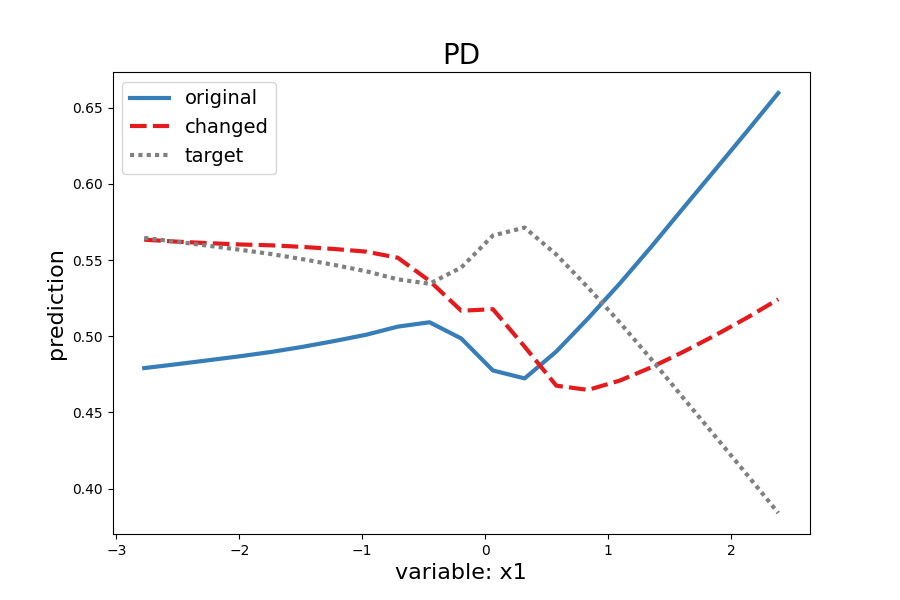 PD
original
changed
target
prediction
0.65
0.60
0.55
0.50
0.45
0.40
−3
−2
−1
0
1
2
variable: x1